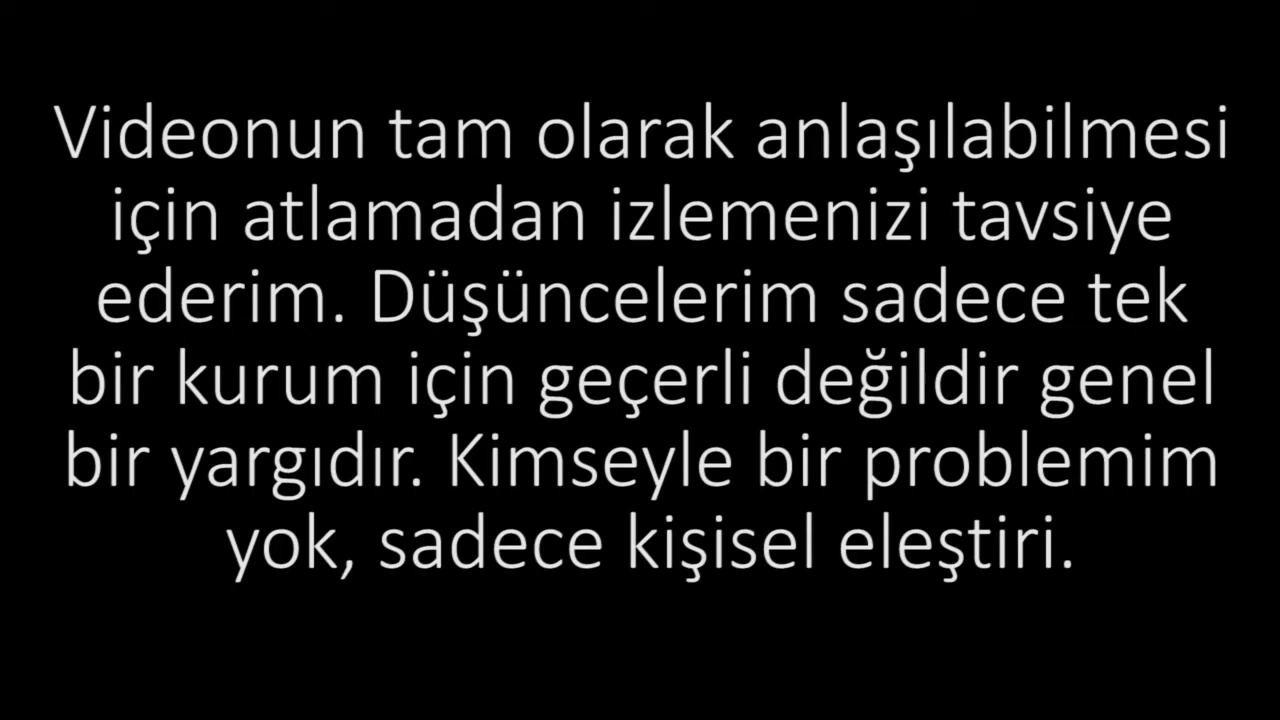 Videonun tam olarak anlaşılabilmesi
için atlamadan izlemenizi tavsiye
ederim. Düşüncelerim sadece tek
bir kurum için geçerli değildir genel
bir yargıdır. Kimseyle bir problemim
yok, sadece kişisel eleştiri.